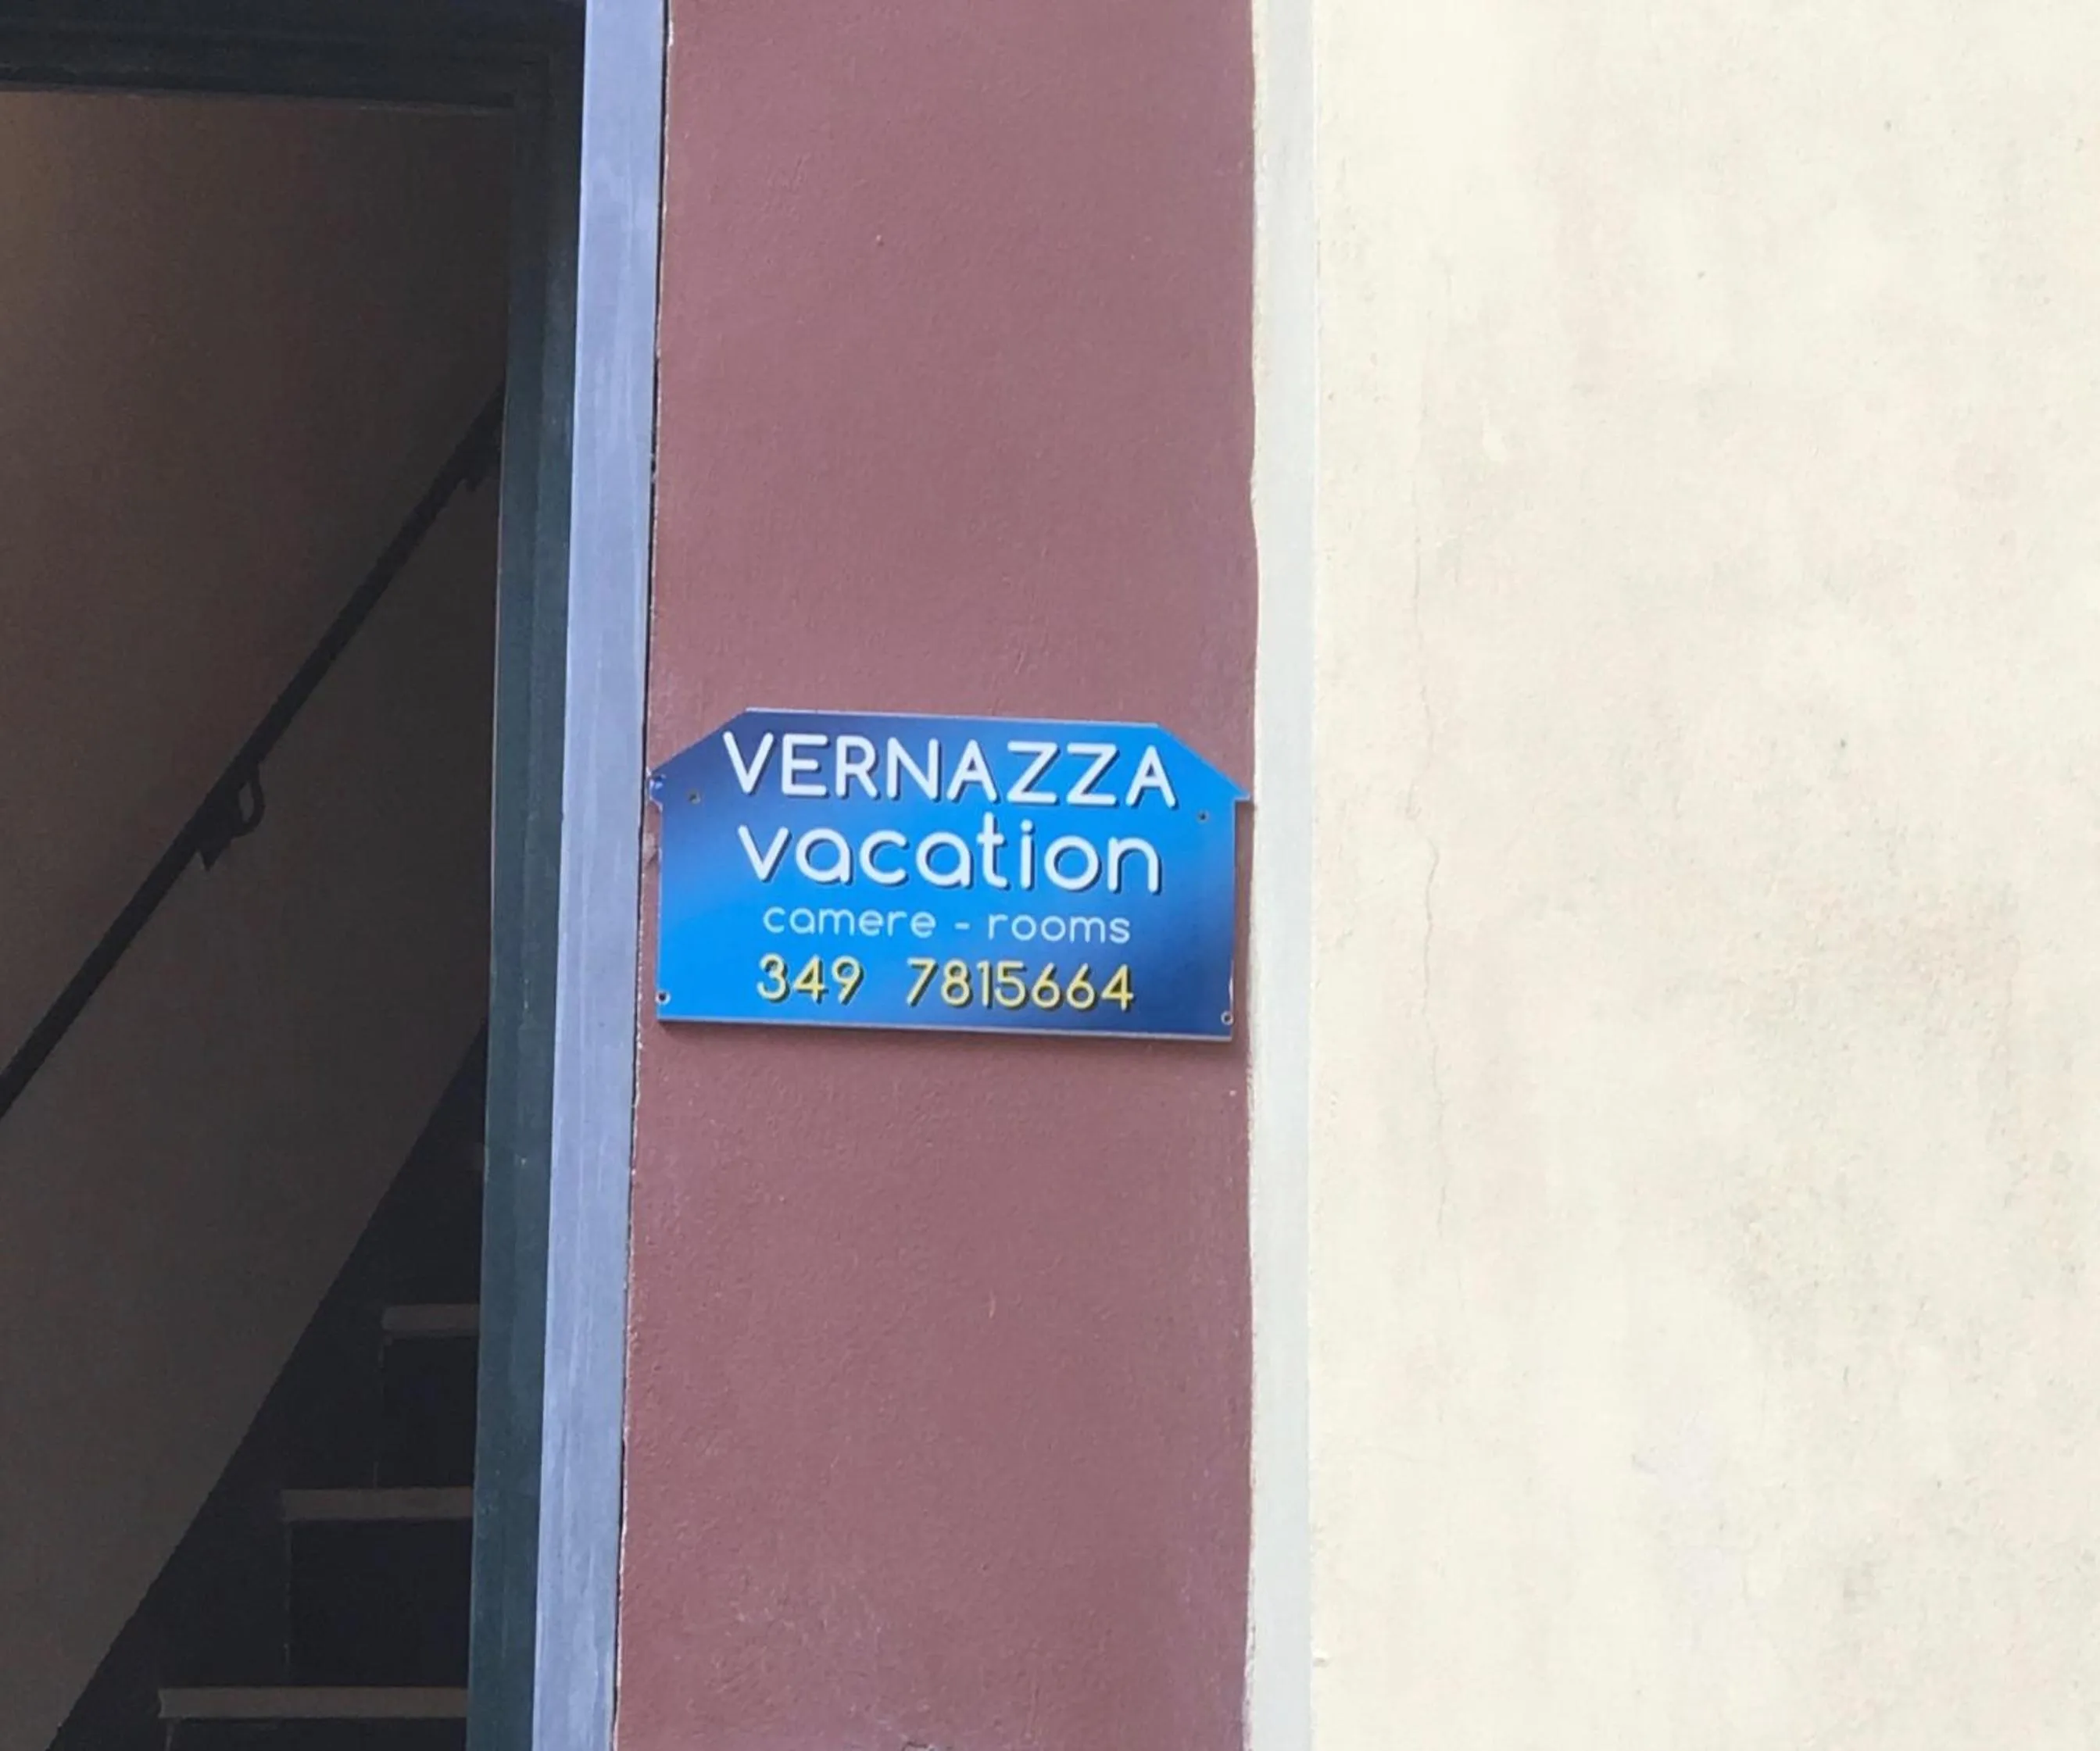 VERNAZZA
vacation
camere - rooms
349 7815664